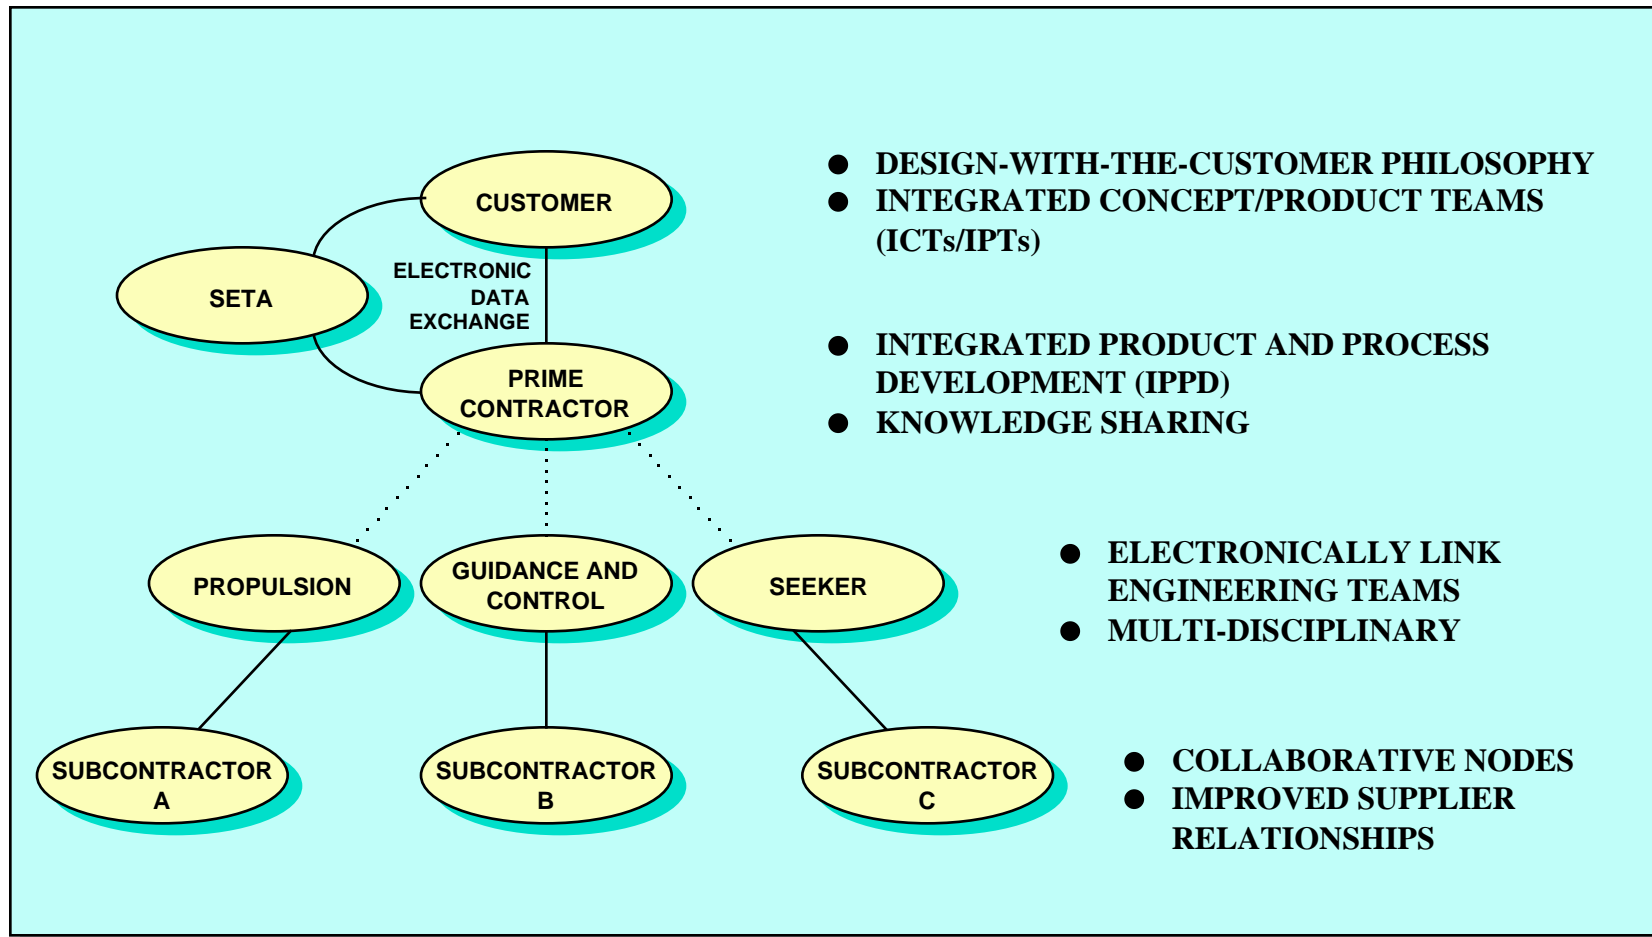 CUSTOMER
SETA
ELECTRONIC
DATA
EXCHANGE
PRIME
CONTRACTOR
PROPULSION
GUIDANCE AND
CONTROL
SEEKER
SUBCONTRACTOR
A
SUBCONTRACTOR
B
SUBCONTRACTOR
C
● DESIGN-WITH-THE-CUSTOMER PHILOSOPHY
● INTEGRATED CONCEPT/PRODUCT TEAMS
(ICTs/IPTs)
● INTEGRATED PRODUCT AND PROCESS
DEVELOPMENT (IPPD)
● KNOWLEDGE SHARING
● ELECTRONICALLY LINK
ENGINEERING TEAMS
● MULTI-DISCIPLINARY
● COLLABORATIVE NODES
● IMPROVED SUPPLIER
RELATIONSHIPS